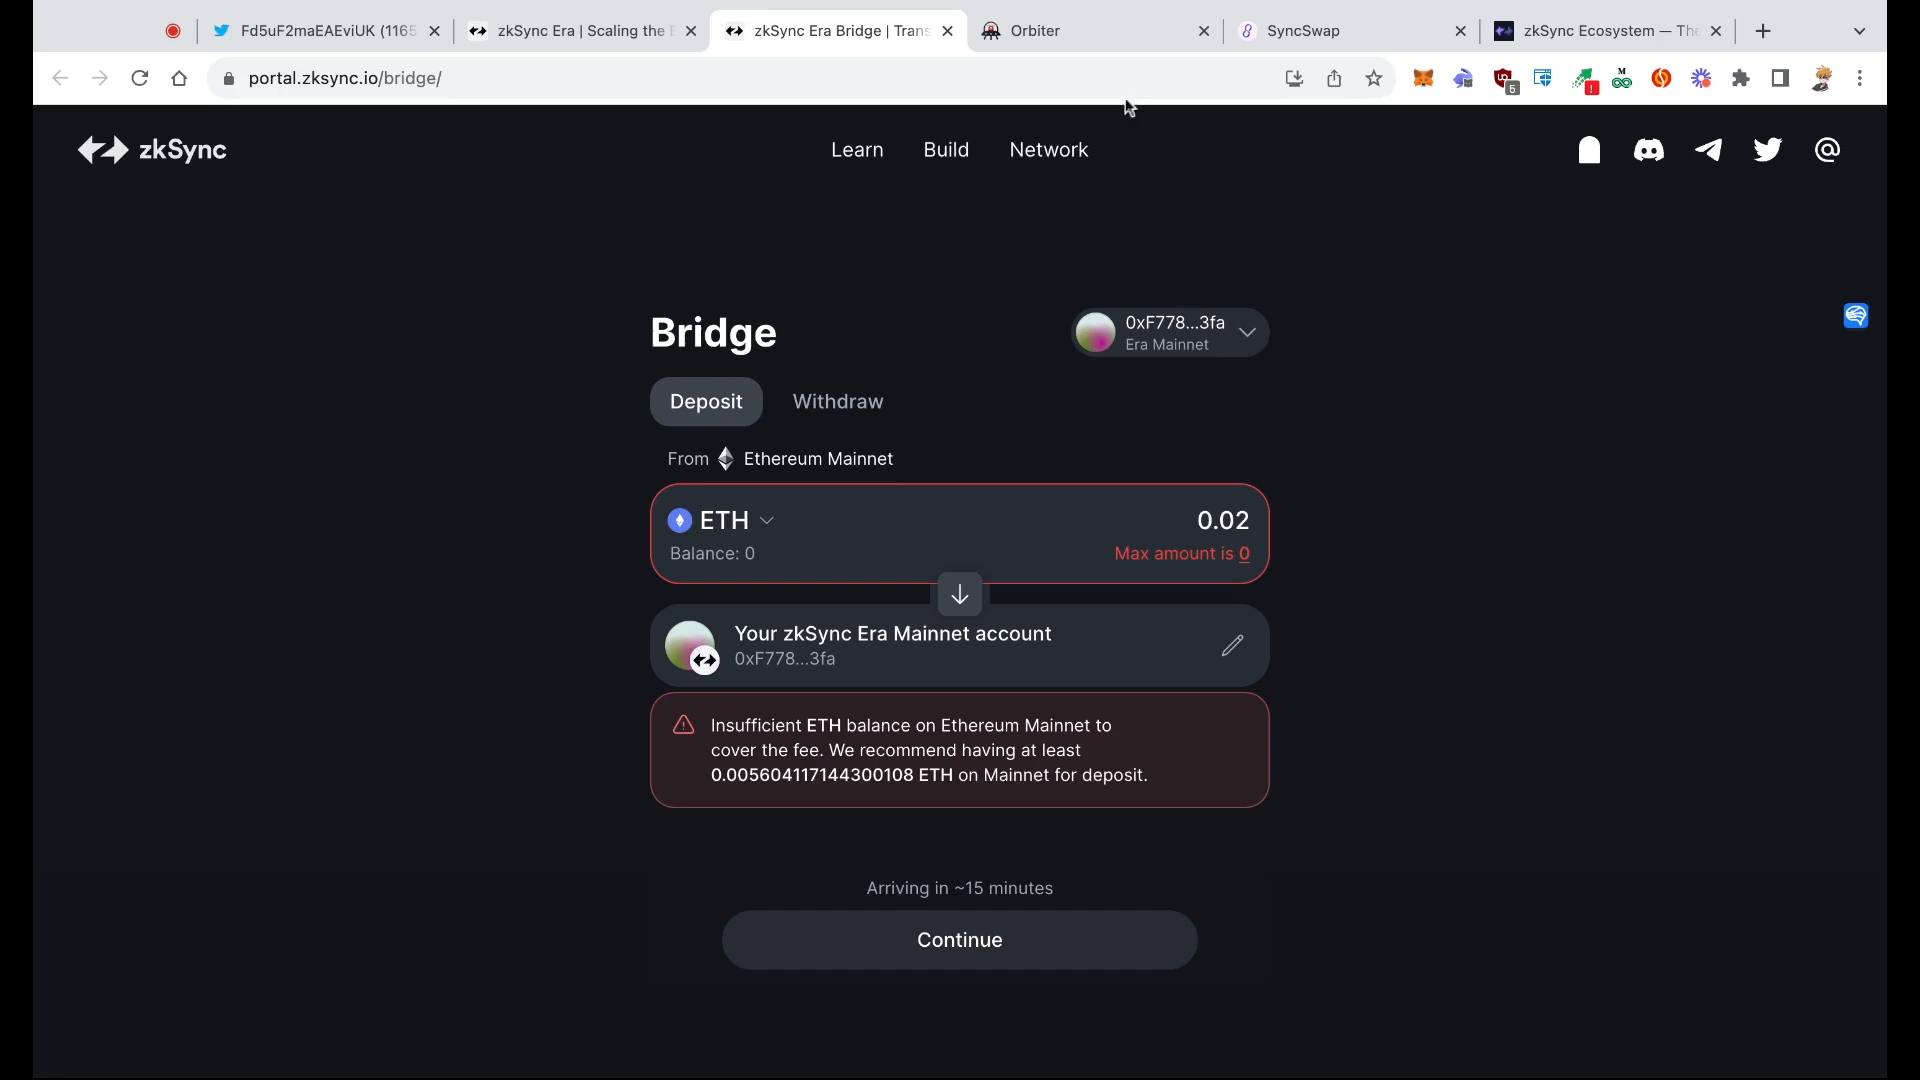 Fd5uF2maEAEviUK (1165
zkSync Era | Scaling the E
zkSync Era Bridge | Trans
Orbiter
SyncSwap
zkSync Ecosystem — The
portal.zksync.io/bridge/
5
!
M
zkSync
Learn
Build
Network
Bridge
0xF778...3fa
Era Mainnet
Deposit
Withdraw
From Ethereum Mainnet
ETH
0.02
Balance: 0
Max amount is 0
Your zkSync Era Mainnet account
0xF778...3fa
Insufficient ETH balance on Ethereum Mainnet to
cover the fee. We recommend having at least
0.005604117144300108 ETH on Mainnet for deposit.
Arriving in ~15 minutes
Continue